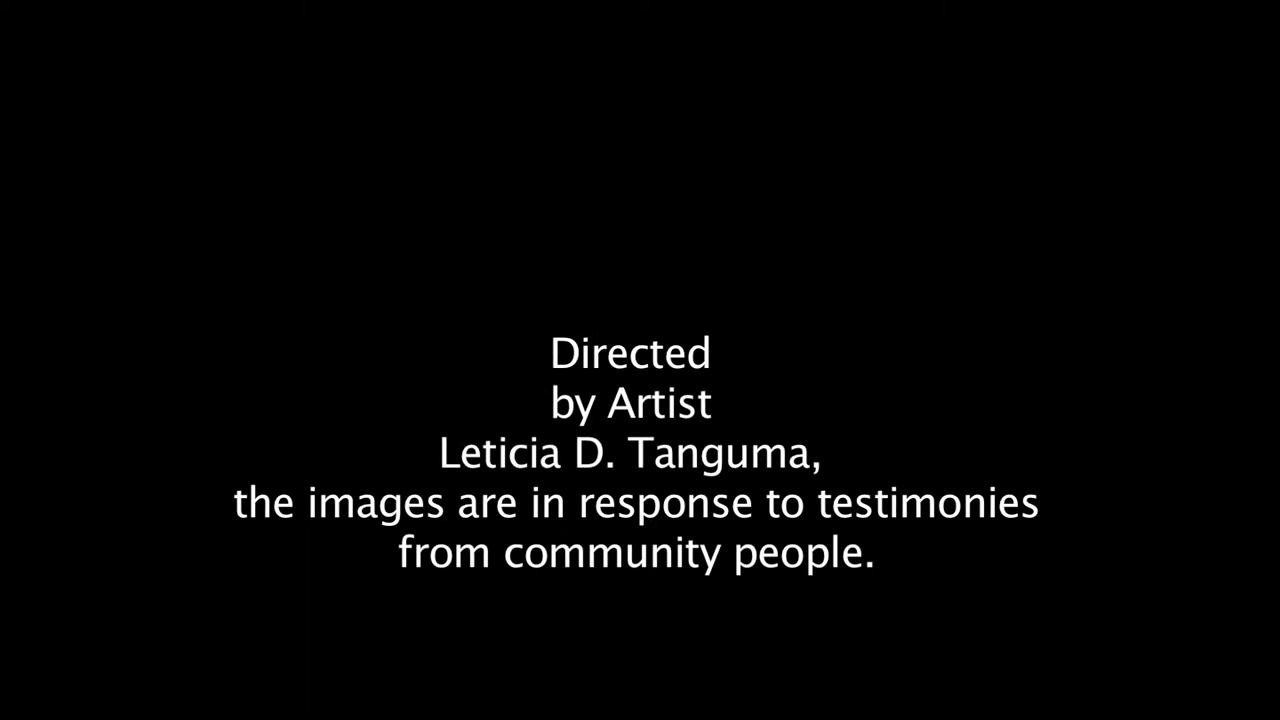 Directed
by Artist
Leticia D. Tanguma,
the images are in response to testimonies
from community people.